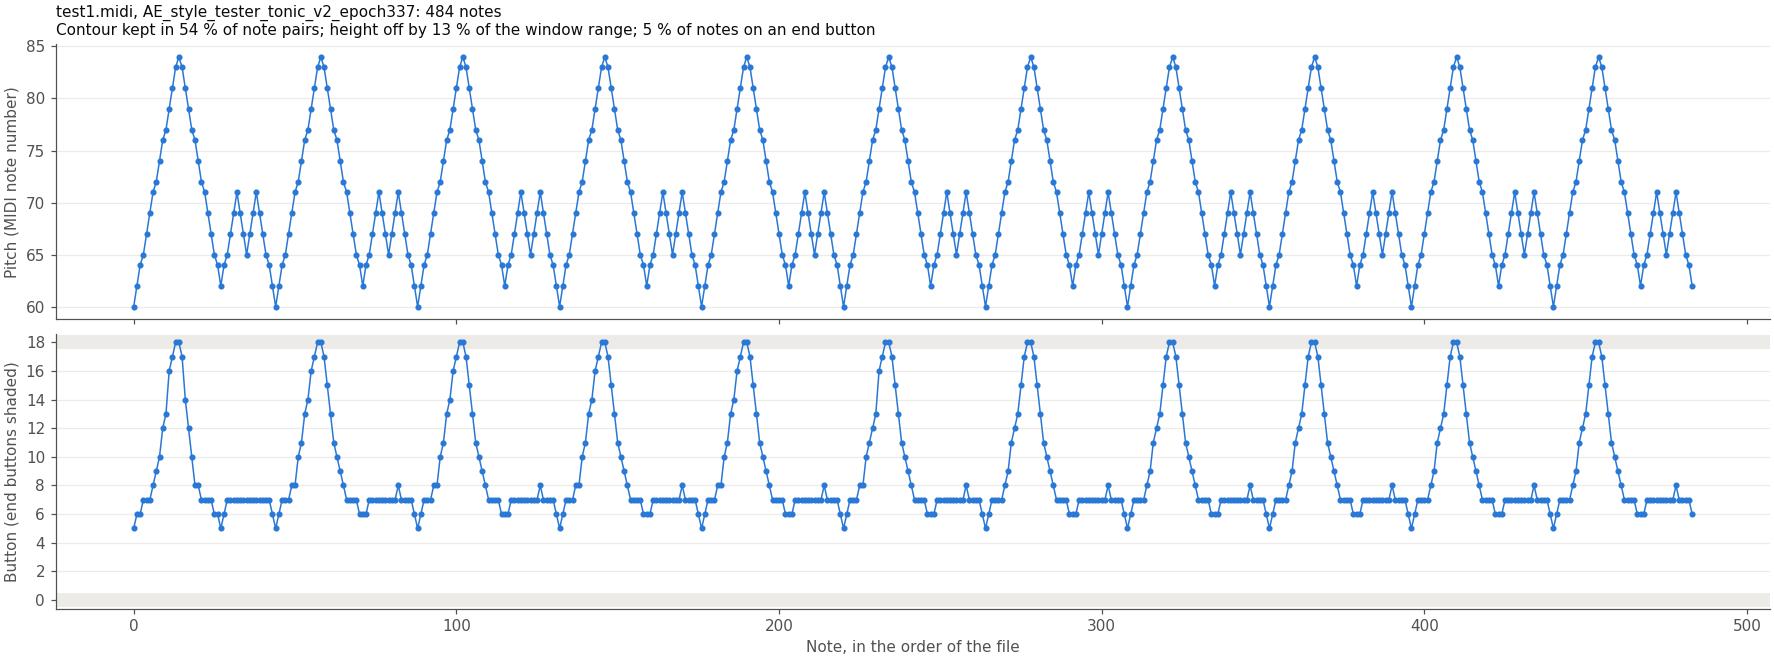 test1.midi, AE_style_tester_tonic_v2_epoch337: 484 notes
Contour kept in 54 % of note pairs; height off by 13 % of the window range; 5 % of notes on an end button
Pitch (MIDI note number)
85
80
75
70
65
60
Button (end buttons shaded)
18
16
14
12
10
8
6
4
2
0
0 100 200 300 400 500
Note, in the order of the file